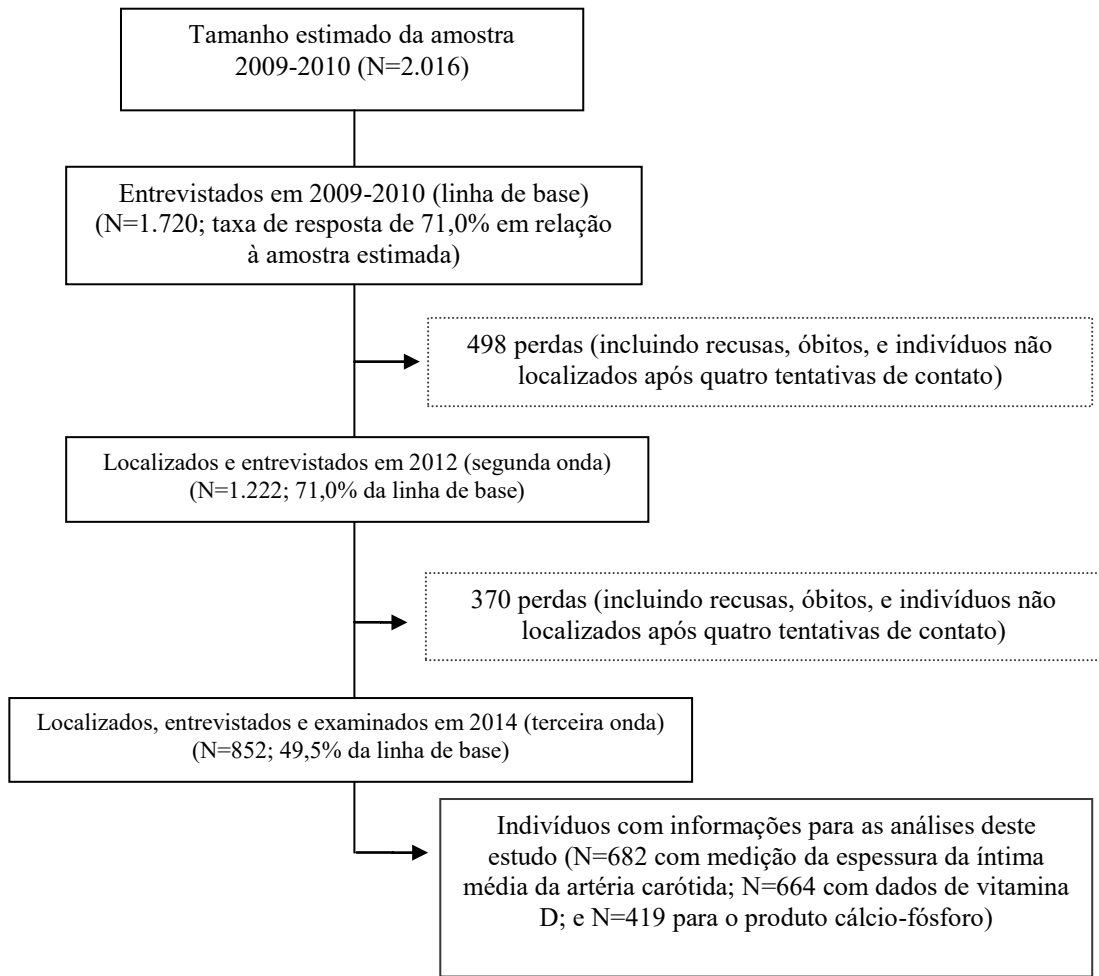 Tamanho estimado da amostra
2009-2010 (N=2.016)
Entrevistados em 2009-2010 (linha de base)
(N=1.720; taxa de resposta de 71,0% em relação
à amostra estimada)
498 perdas (incluindo recusas, óbitos, e indivíduos não
localizados após quatro tentativas de contato)
Localizados e entrevistados em 2012 (segunda onda)
(N=1.222; 71,0% da linha de base)
370 perdas (incluindo recusas, óbitos, e indivíduos não
localizados após quatro tentativas de contato)
Localizados, entrevistados e examinados em 2014 (terceira onda)
(N=852; 49,5% da linha de base)
Indivíduos com informações para as análises deste
estudo (N=682 com medição da espessura da íntima
média da artéria carótida; N=664 com dados de vitamina
D; e N=419 para o produto cálcio-fósforo)